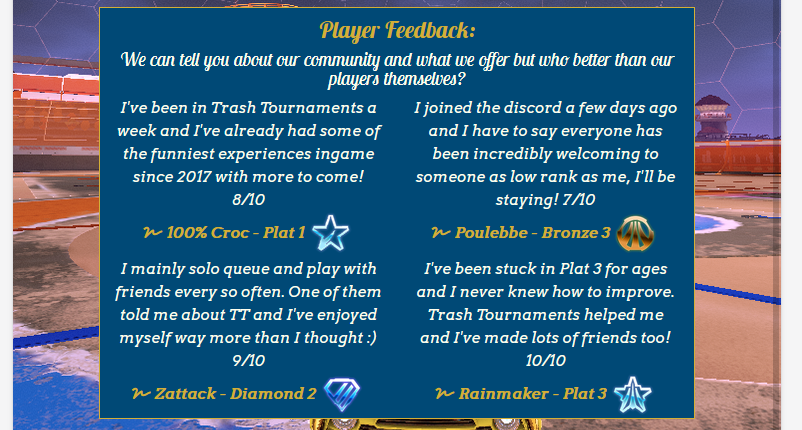 Player Feedback:
We can tell you about our community and what we offer but who better than our
players themselves?
I've been in Trash Tournaments a
week and I've already had some of
the funniest experiences ingame
since 2017 with more to come!
8/10
~ 100% Croc - Plat 1
I joined the discord a few days ago
and I have to say everyone has
been incredibly welcoming to
someone as low rank as me, I'll be
staying! 7/10
~ Poulebbe - Bronze 3
I mainly solo queue and play with
friends every so often. One of them
told me about TT and I've enjoyed
myself way more than I thought :)
9/10
~ Zattack - Diamond 2
I've been stuck in Plat 3 for ages
and I never knew how to improve.
Trash Tournaments helped me
and I've made lots of friends too!
10/10
~ Rainmaker - Plat 3